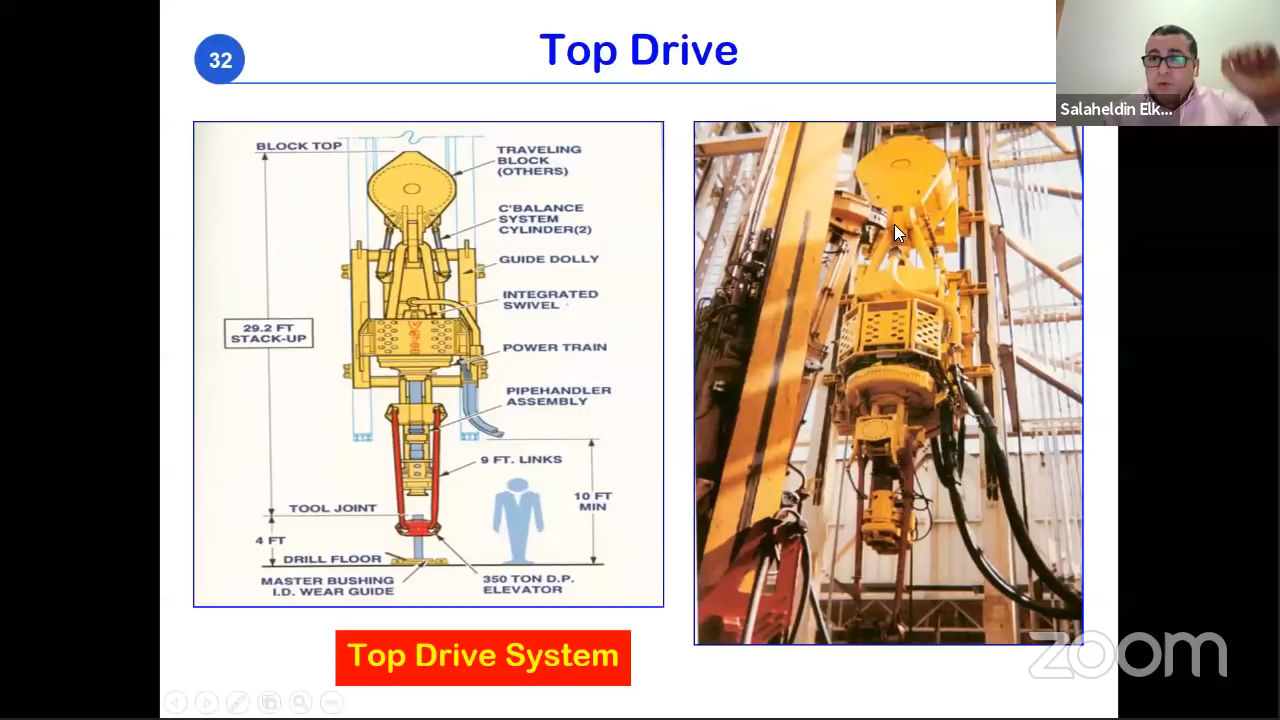 32
Top Drive
Salaheldin Elk...
BLOCK TOP
TRAVELING
BLOCK
(OTHERS)
C'BALANCE
SYSTEM
CYLINDER(2)
GUIDE DOLLY
INTEGRATED
SWIVEL
29.2 FT
STACK-UP
POWER TRAIN
PIPEHANDLER
ASSEMBLY
9 FT. LINKS
10 FT
MIN
TOOL JOINT
4 FT
DRILL FLOOR
MASTER BUSHING
I.D. WEAR GUIDE
350 TON D.P.
ELEVATOR
Top Drive System
zoom